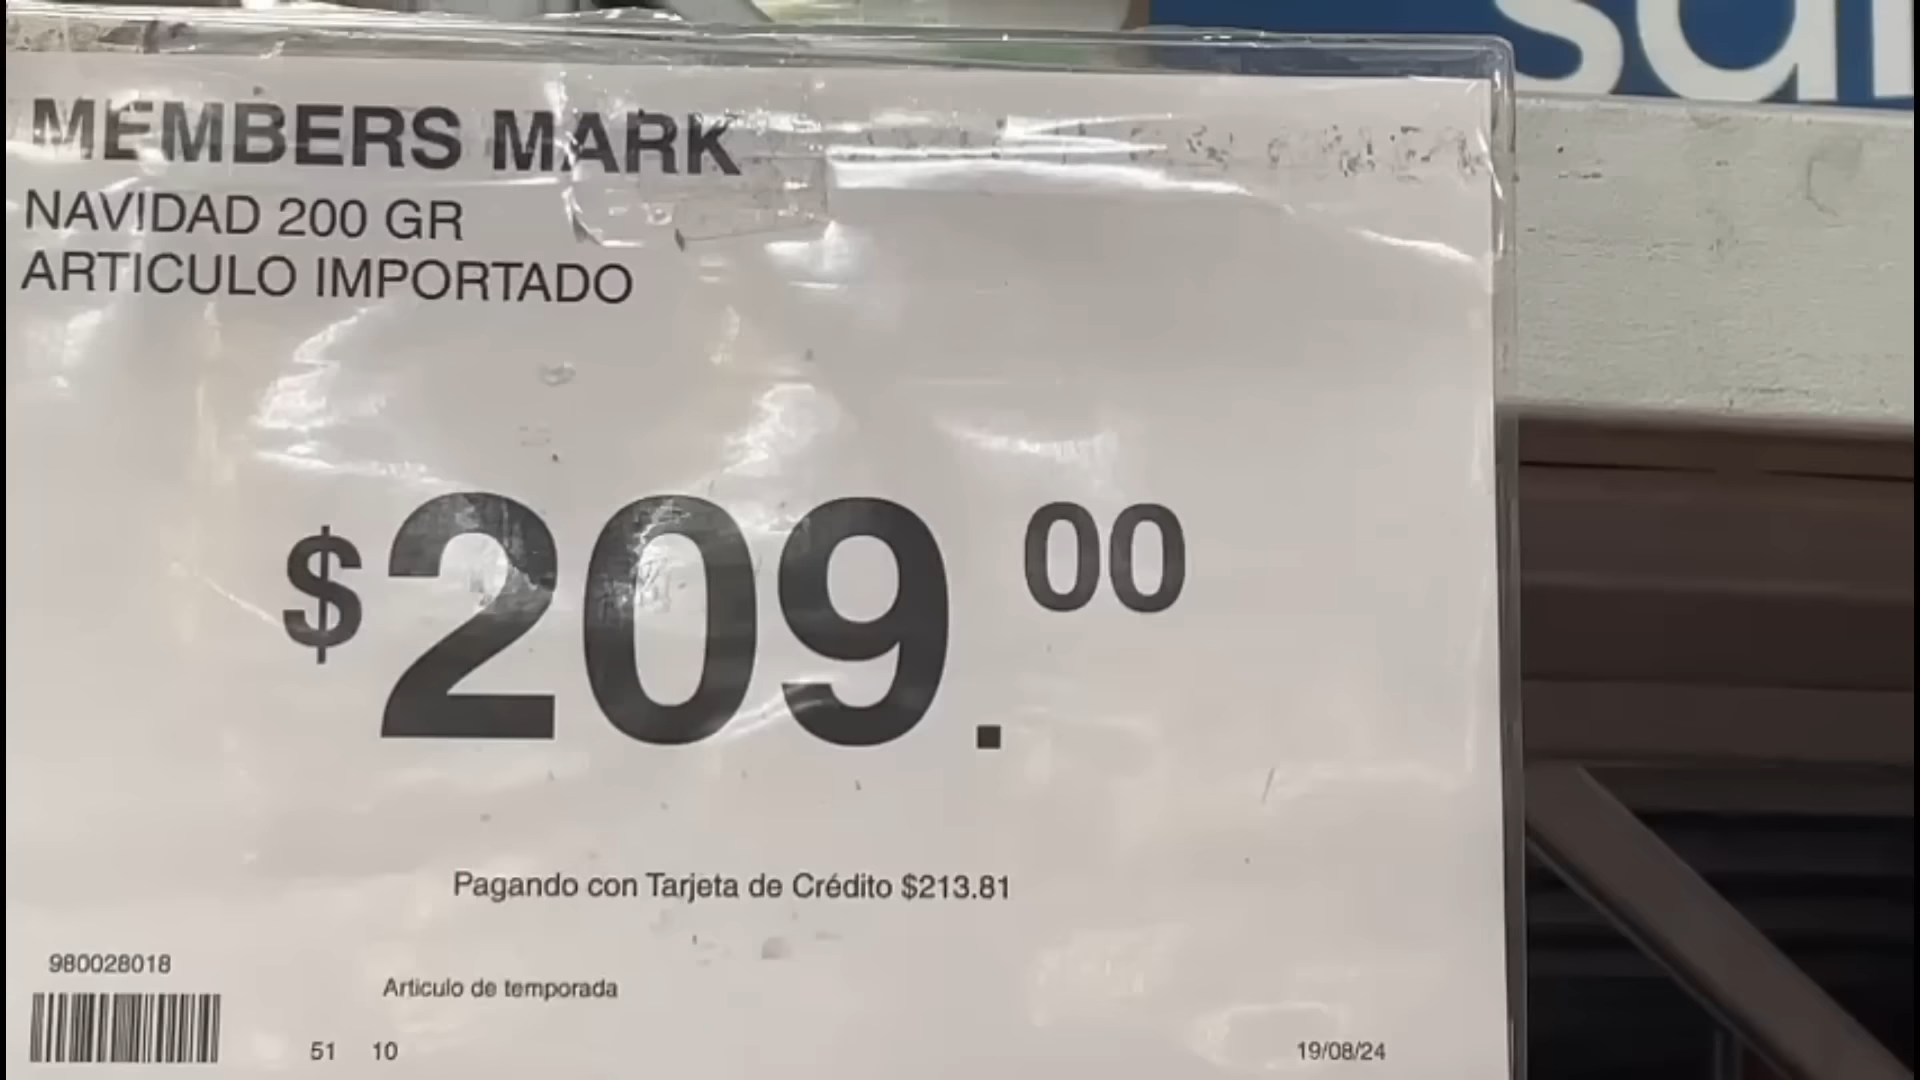 MEMBERS MARK
NAVIDAD 200 GR
ARTICULO IMPORTADO
$209.00
Pagando con Tarjeta de Crédito $213.81
980028018
Articulo de temporada
51 10
19/08/24